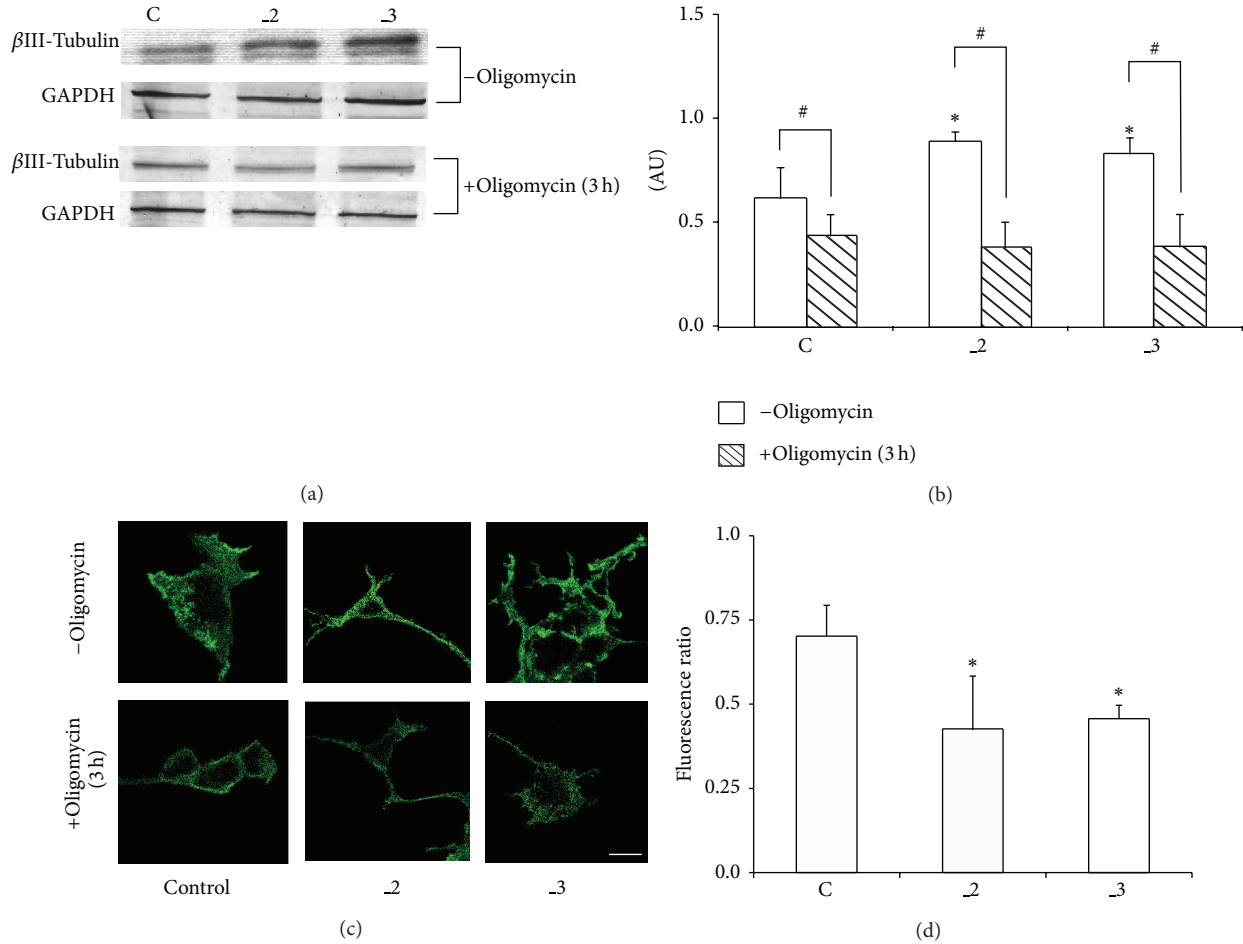 C _2 _3
βIII-Tubulin
−Oligomycin
GAPDH
βIII-Tubulin
+Oligomycin (3 h)
GAPDH
(a)
1.5
1.0
0.5
0.0
(AU)
# # #
* *
C _2 _3
−Oligomycin
+Oligomycin (3 h)
(b)
−Oligomycin
+Oligomycin
(3 h)
Control _2 _3
(c)
1.0
0.75
0.5
0.25
0.0
Fluorescence ratio
* *
C _2 _3
(d)